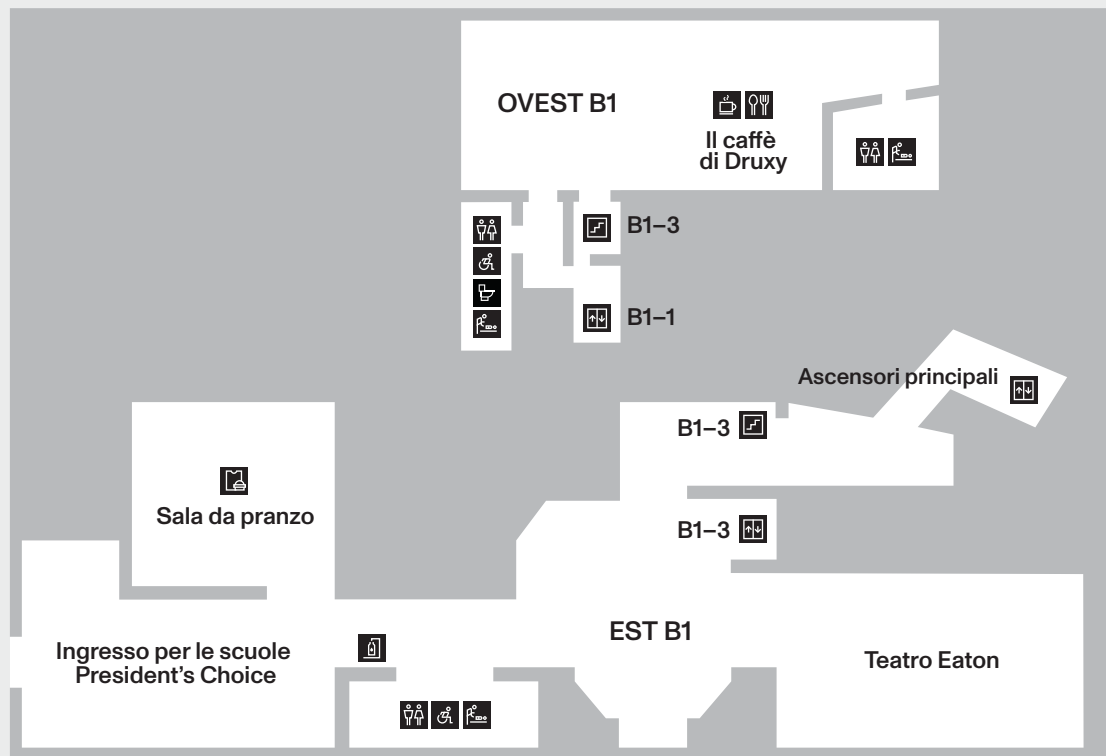 OVEST B1
Il caffè
di Druxy
B1–3
B1–1
Ascensori principali
B1–3
Sala da pranzo
B1–3
EST B1
Ingresso per le scuole
President’s Choice
Teatro Eaton